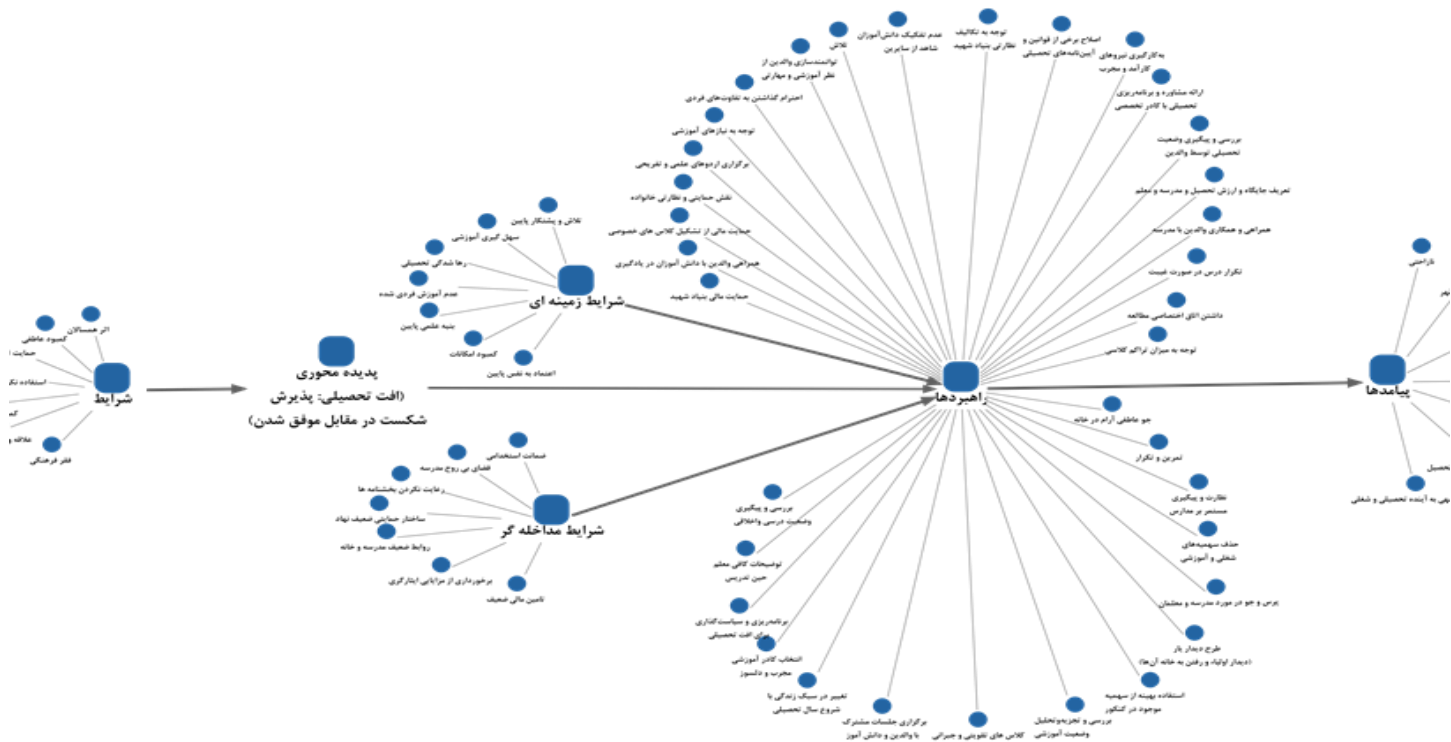 اثر همسالان
کمبود عاطفی
حمایت
استفاده
علاقه و
فقر فرهنگی
شرایط
پدیده محوری
(افت تحصیلی: پذیرش
شکست در مقابل موفق شدن)
تلاش و پشتکار پایین
سهل گیری آموزشی
رها شدگی تحصیلی
عدم آموزش فردی شده
بنیه علمی پایین
کمبود امکانات
اعتماد به نفس پایین
شرایط زمینه ای
ضمانت استخدامی
فضای بی روح مدرسه
رعایت نکردن بخشنامه ها
ساختار حمایتی ضعیف نهاد
روابط ضعیف مدرسه و خانه
برخورداری از مزایایی ایثارگری
تامین مالی ضعیف
شرایط مداخله گر
به‌کارگیری نیروهای
کارآمد و مجرب
اصلاح برخی از قوانین و
آیین‌نامه‌های تحصیلی
توجه به تکالیف
نظارتی بنیاد شهید
عدم تفکیک دانش‌آموزان
شاهد از سایرین
تلاش
توانمندسازی والدین از
نظر آموزشی و مهارتی
احترام گذاشتن به تفاوت‌های فردی
توجه به نیازهای آموزشی
برگزاری اردوهای علمی و تفریحی
نقش حمایتی و نظارتی خانواده
حمایت مالی از تشکیل کلاس های خصوصی
همراهی والدین با دانش آموزان در یادگیری
حمایت مالی بنیاد شهید
ارائه مشاوره و برنامه‌ریزی
تحصیلی با کادر تخصصی
بررسی و پیگیری وضعیت
تحصیلی توسط والدین
تعریف جایگاه و ارزش تحصیل و مدرسه و معلم
همراهی و همکاری والدین با مدرسه
تکرار درس در صورت غیبت
داشتن اتاق اختصاصی مطالعه
توجه به میزان تراکم کلاسی
راهبردها
جو عاطفی آرام در خانه
تمرین و تکرار
نظارت و پیگیری
مستمر بر مدارس
حذف سهمیه‌های
شغلی و آموزشی
پرس و جو در مورد مدرسه و معلمان
طرح دیدار یار
(دیدار اولیاء و رفتن به خانه آن‌ها)
استفاده بهینه از سهمیه
موجود در کنکور
بررسی و تجزیه‌وتحلیل
وضعیت آموزشی
کلاس های تقویتی و جبرانی
برگزاری جلسات مشترک
با والدین و دانش آموز
تغییر در سبک زندگی با
شروع سال تحصیلی
انتخاب کادر آموزشی
مجرب و دلسوز
برنامه‌ریزی و سیاست‌گذاری
برای افت تحصیلی
توضیحات کافی معلم
حین تدریس
بررسی و پیگیری
وضعیت درسی واخلاقی
ناراحتی
پیامدها
تحصیل
به آینده تحصیلی و شغلی